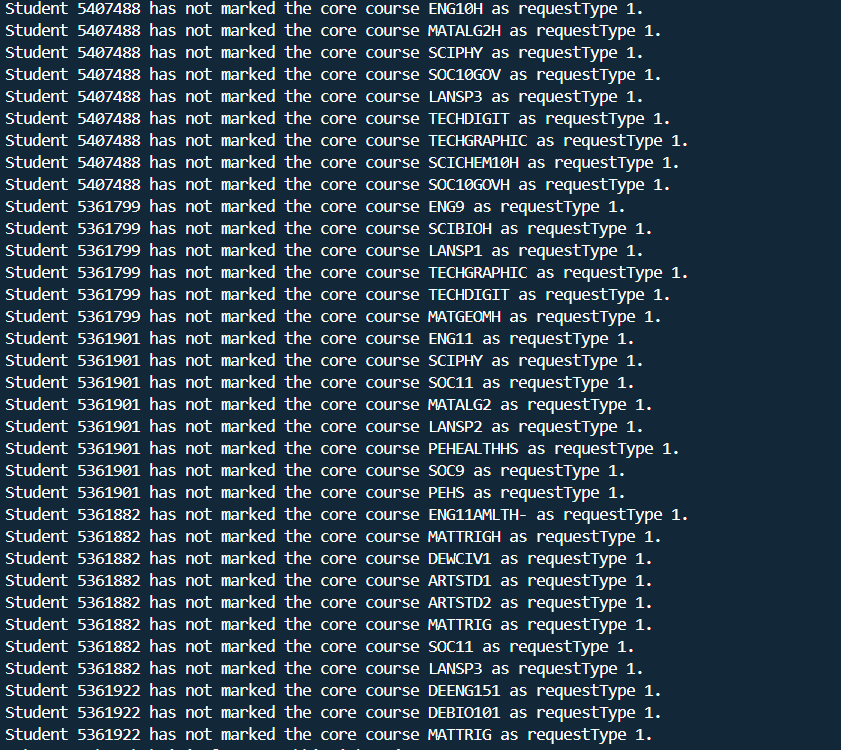 Student 5407488 has not marked the core course ENG10H as requestType 1.
Student 5407488 has not marked the core course MATALG2H as requestType 1.
Student 5407488 has not marked the core course SCIPHY as requestType 1.
Student 5407488 has not marked the core course SOC10GOV as requestType 1.
Student 5407488 has not marked the core course LANSP3 as requestType 1.
Student 5407488 has not marked the core course TECHDIGIT as requestType 1.
Student 5407488 has not marked the core course TECHGRAPHIC as requestType 1.
Student 5407488 has not marked the core course SCICHEM10H as requestType 1.
Student 5407488 has not marked the core course SOC10GOVH as requestType 1.
Student 5361799 has not marked the core course ENG9 as requestType 1.
Student 5361799 has not marked the core course SCIBIOH as requestType 1.
Student 5361799 has not marked the core course LANSP1 as requestType 1.
Student 5361799 has not marked the core course TECHGRAPHIC as requestType 1.
Student 5361799 has not marked the core course TECHDIGIT as requestType 1.
Student 5361799 has not marked the core course MATGEOMH as requestType 1.
Student 5361901 has not marked the core course ENG11 as requestType 1.
Student 5361901 has not marked the core course SCIPHY as requestType 1.
Student 5361901 has not marked the core course SOC11 as requestType 1.
Student 5361901 has not marked the core course MATALG2 as requestType 1.
Student 5361901 has not marked the core course LANSP2 as requestType 1.
Student 5361901 has not marked the core course PEHEALTHHS as requestType 1.
Student 5361901 has not marked the core course SOC9 as requestType 1.
Student 5361901 has not marked the core course PEHS as requestType 1.
Student 5361882 has not marked the core course ENG11AMLTH- as requestType 1.
Student 5361882 has not marked the core course MATTRIGH as requestType 1.
Student 5361882 has not marked the core course DEWCIV1 as requestType 1.
Student 5361882 has not marked the core course ARTSTD1 as requestType 1.
Student 5361882 has not marked the core course ARTSTD2 as requestType 1.
Student 5361882 has not marked the core course MATTRIG as requestType 1.
Student 5361882 has not marked the core course SOC11 as requestType 1.
Student 5361882 has not marked the core course LANSP3 as requestType 1.
Student 5361922 has not marked the core course DEENG151 as requestType 1.
Student 5361922 has not marked the core course DEBIO101 as requestType 1.
Student 5361922 has not marked the core course MATTRIG as requestType 1.